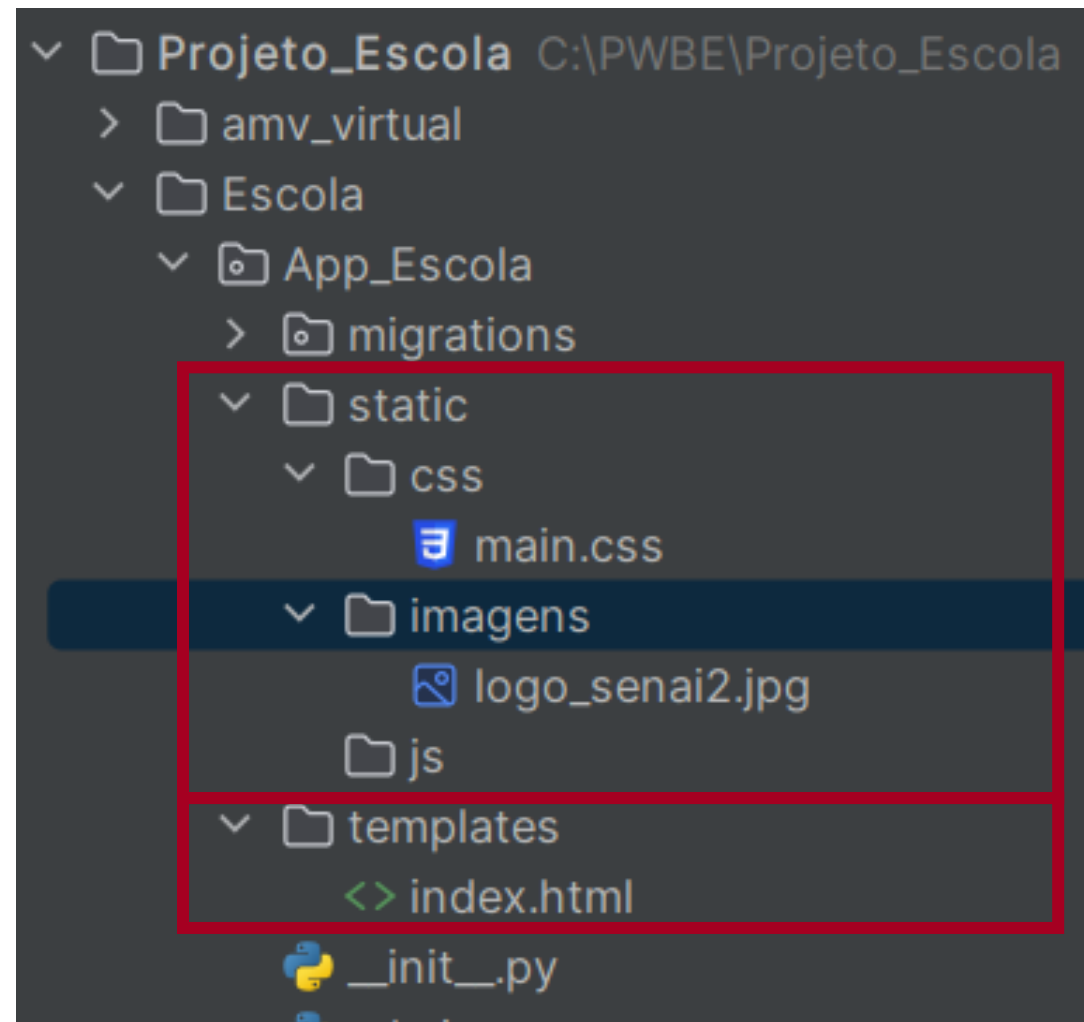 Projeto_Escola C:\PWBE\Projeto_Escola
amv_virtual
Escola
App_Escola
migrations
static
css
main.css
imagens
logo_senai2.jpg
js
templates
<> index.html
__init__.py